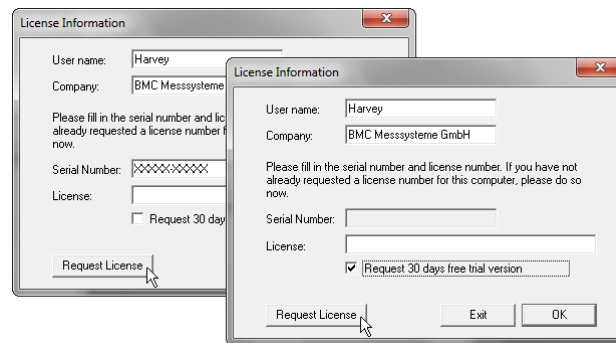 License Information
User name: Harvey
Company: BMC Messsysteme
Please fill in the serial number and lic
already requested a license number f
now.
Serial Number: XXXXX-XXXX
License:
Request 30 day
Request License
License Information
User name: Harvey
Company: BMC Messsysteme GmbH
Please fill in the serial number and license number. If you have not
already requested a license number for this computer, please do so
now.
Serial Number:
License:
Request 30 days free trial version
Request License Exit OK